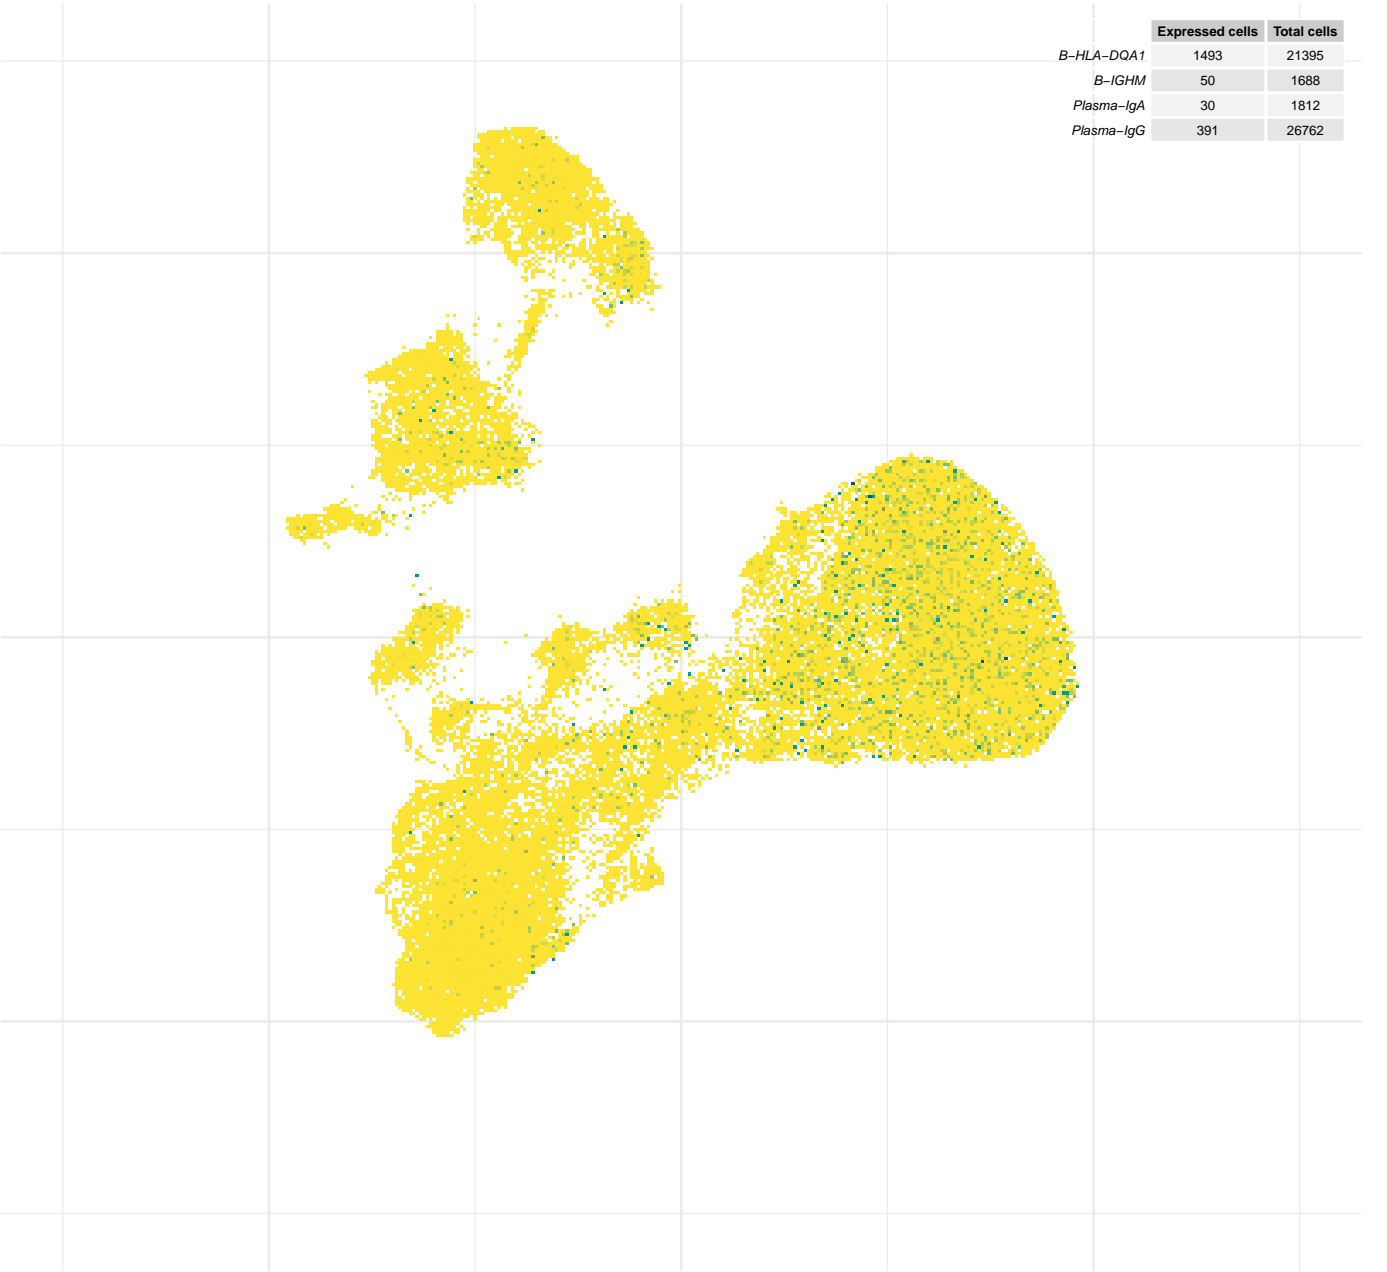 Expressed cells Total cells
B−HLA−DQA1 1493 21395
B−IGHM 50 1688
Plasma−IgA 30 1812
Plasma−IgG 391 26762